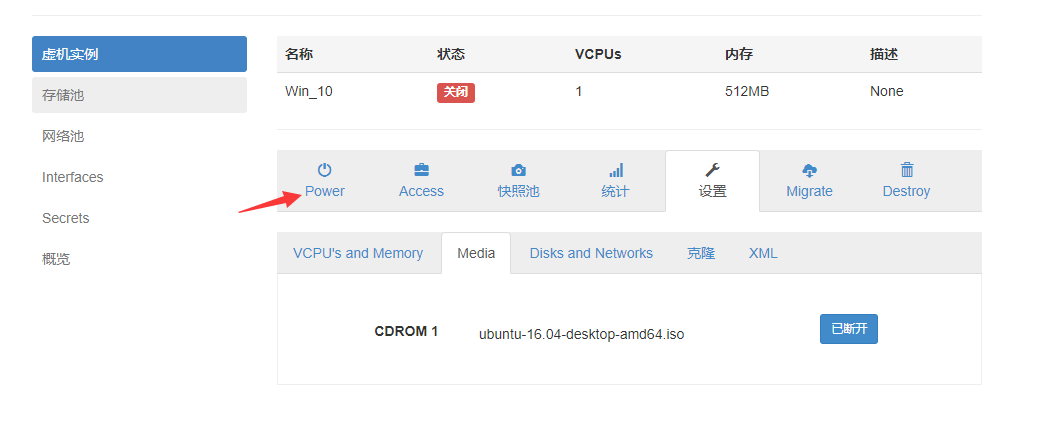 虚机实例
存储池
网络池
Interfaces
Secrets
概览
名称 状态 VCPUs 内存 描述
Win_10 关闭 1 512MB None
Power Access 快照池 统计 设置 Migrate Destroy
VCPU's and Memory Media Disks and Networks 克隆 XML
CDROM 1 ubuntu-16.04-desktop-amd64.iso 已断开